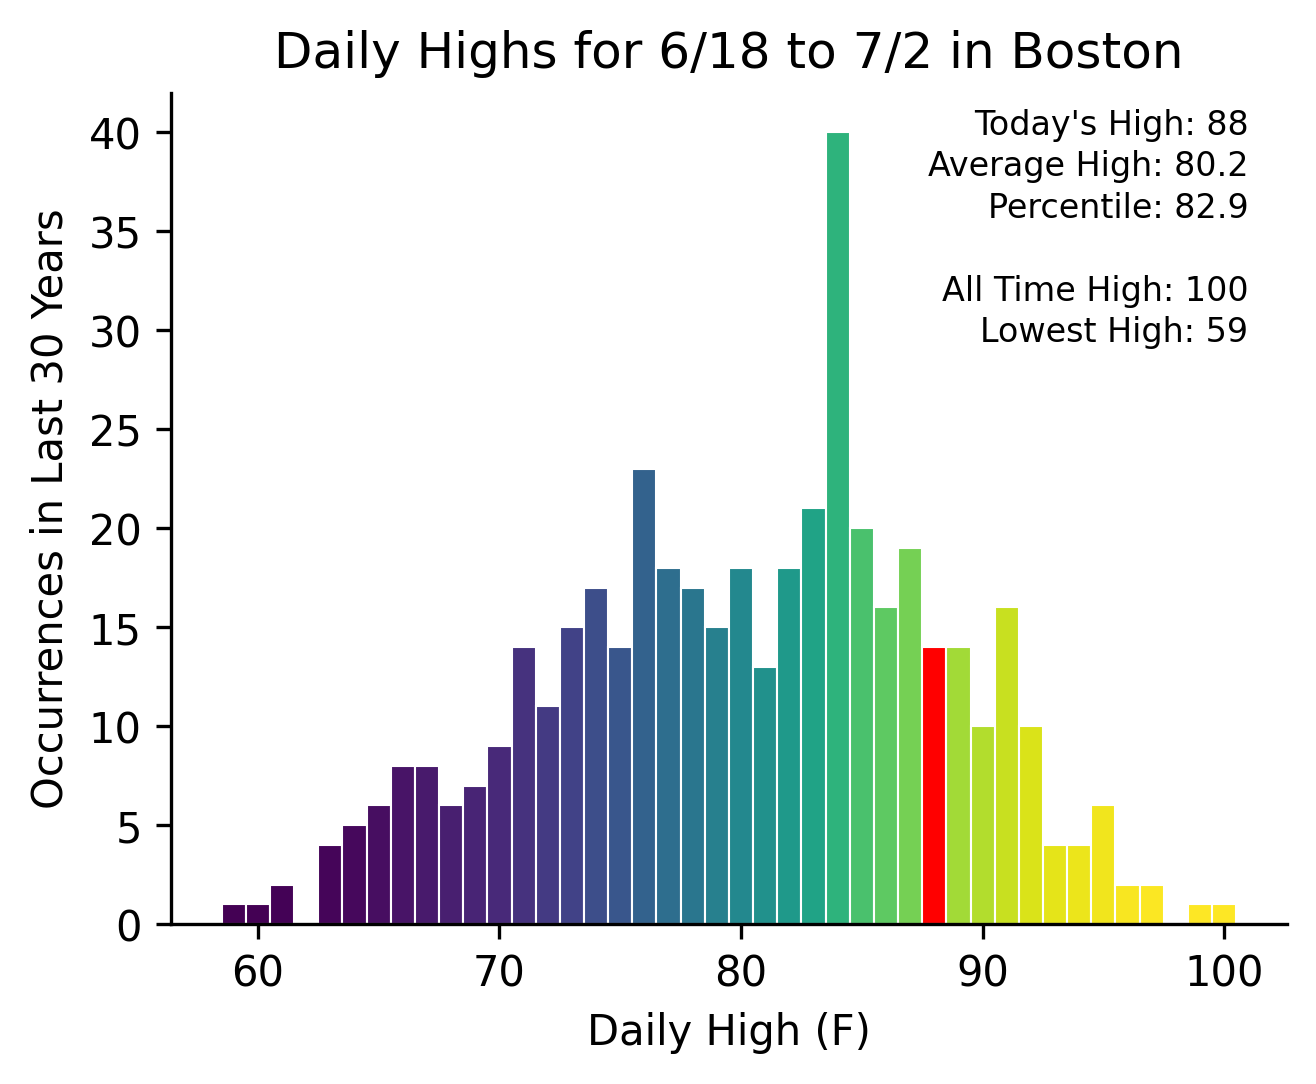 Daily Highs for 6/18 to 7/2 in Boston
Today's High: 88
Average High: 80.2
Percentile: 82.9
All Time High: 100
Lowest High: 59
Occurrences in Last 30 Years
40
35
30
25
20
15
10
5
0
60 70 80 90 100
Daily High (F)